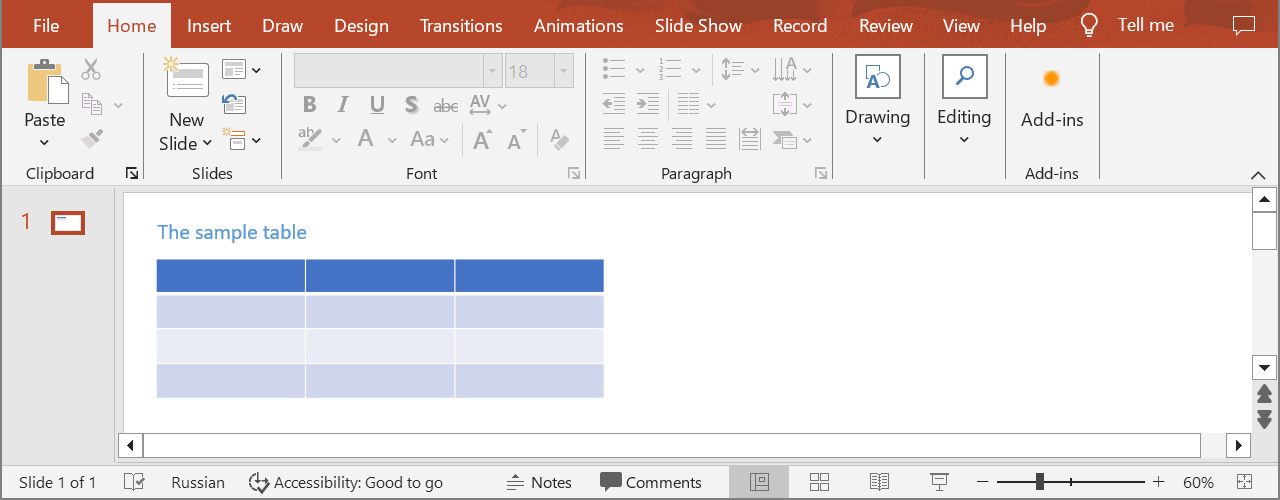 File Home Insert Draw Design Transitions Animations Slide Show Record Review View Help Tell me
Paste
New
Slide
18
B I U S abc AV
ab A Aa A A A
Drawing
Editing
Add-ins
Clipboard Slides Font Paragraph Add-ins
1
The sample table
Slide 1 of 1 Russian Accessibility: Good to go Notes Comments 60%